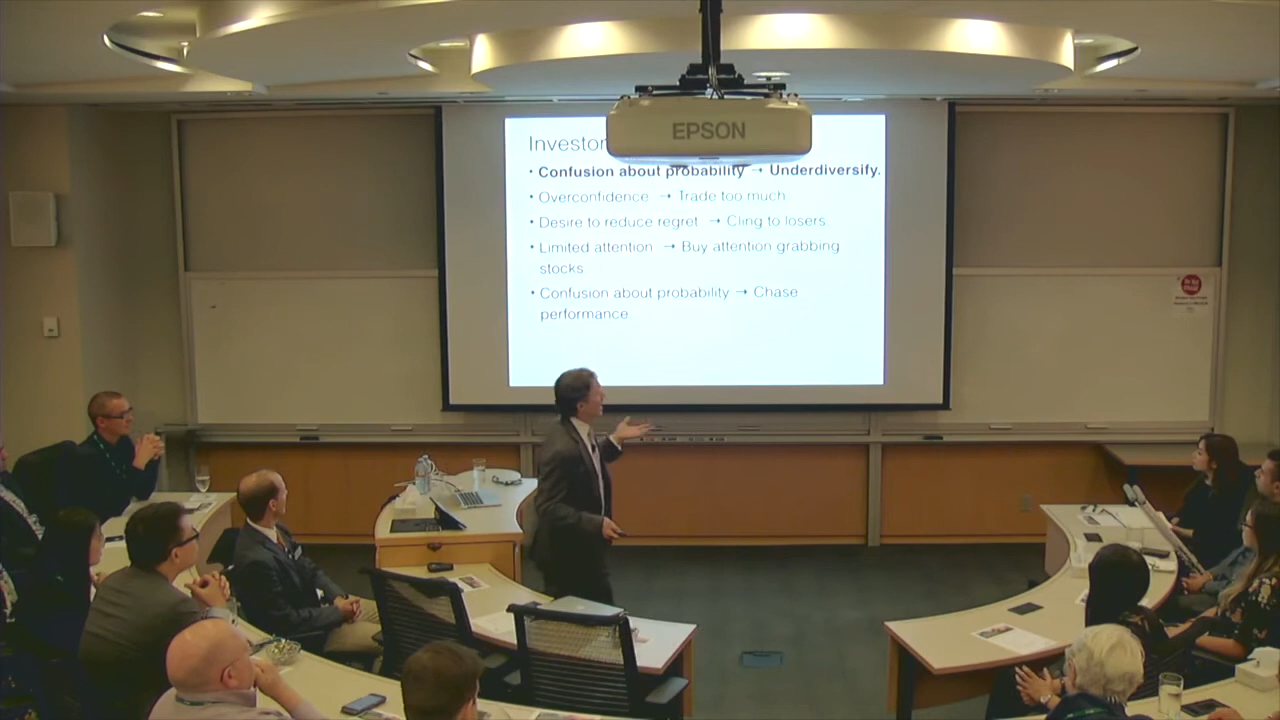 EPSON
Investor
• Confusion about probability → Underdiversify.
• Overconfidence → Trade too much
• Desire to reduce regret → Cling to losers
• Limited attention → Buy attention grabbing
stocks
• Confusion about probability → Chase
performance